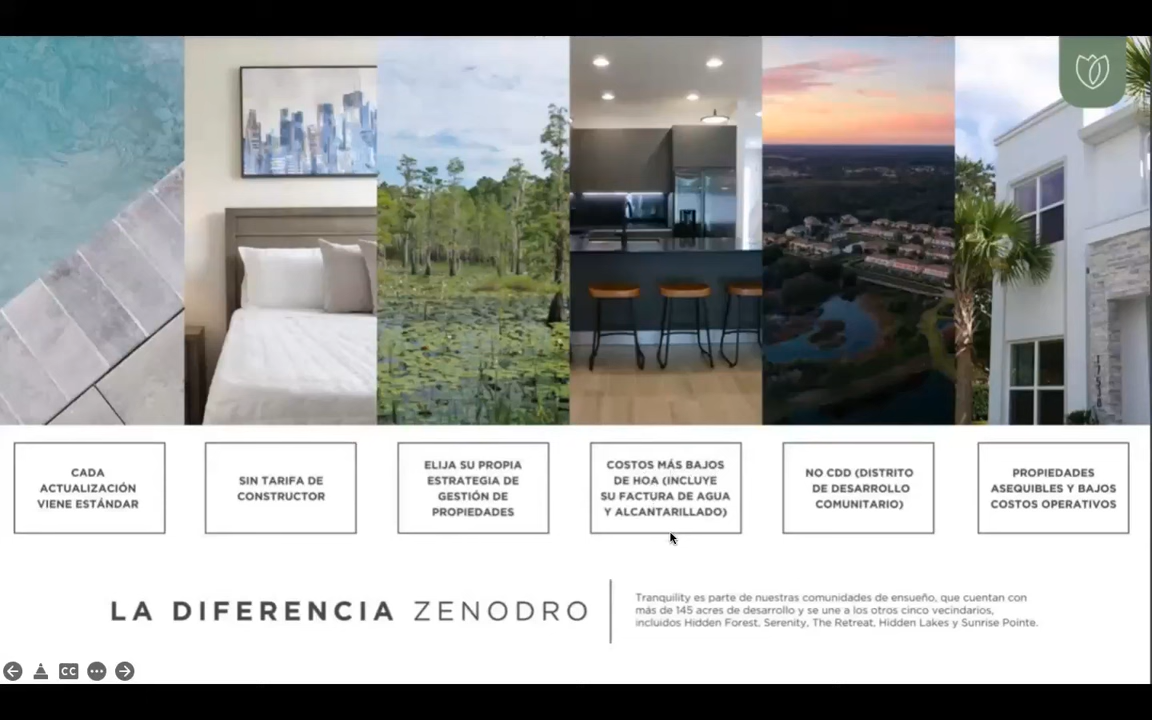 CADA
ACTUALIZACIÓN
VIENE ESTÁNDAR
SIN TARIFA DE
CONSTRUCTOR
ELIJA SU PROPIA
ESTRATEGIA DE
GESTIÓN DE
PROPIEDADES
COSTOS MÁS BAJOS
DE HOA (INCLUYE
SU FACTURA DE AGUA
Y ALCANTARILLADO)
NO CDD (DISTRITO
DE DESARROLLO
COMUNITARIO)
PROPIEDADES
ASEQUIBLES Y BAJOS
COSTOS OPERATIVOS
LA DIFERENCIA ZENODRO
Tranquility es parte de nuestras comunidades de ensueño, que cuentan con
más de 145 acres de desarrollo y se une a los otros cinco vecindarios,
incluidos Hidden Forest, Serenity, The Retreat, Hidden Lakes y Sunrise Pointe.
CC